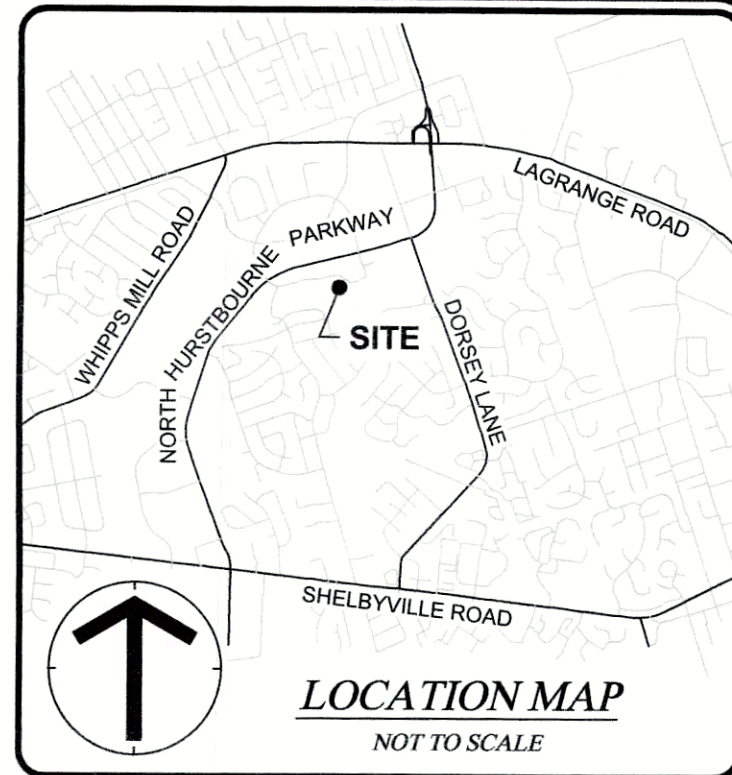 LAGRANGE ROAD
WHIPPS MILL ROAD
NORTH HURSTBOURNE PARKWAY
SITE
DORSEY LANE
SHELBYVILLE ROAD
LOCATION MAP
NOT TO SCALE